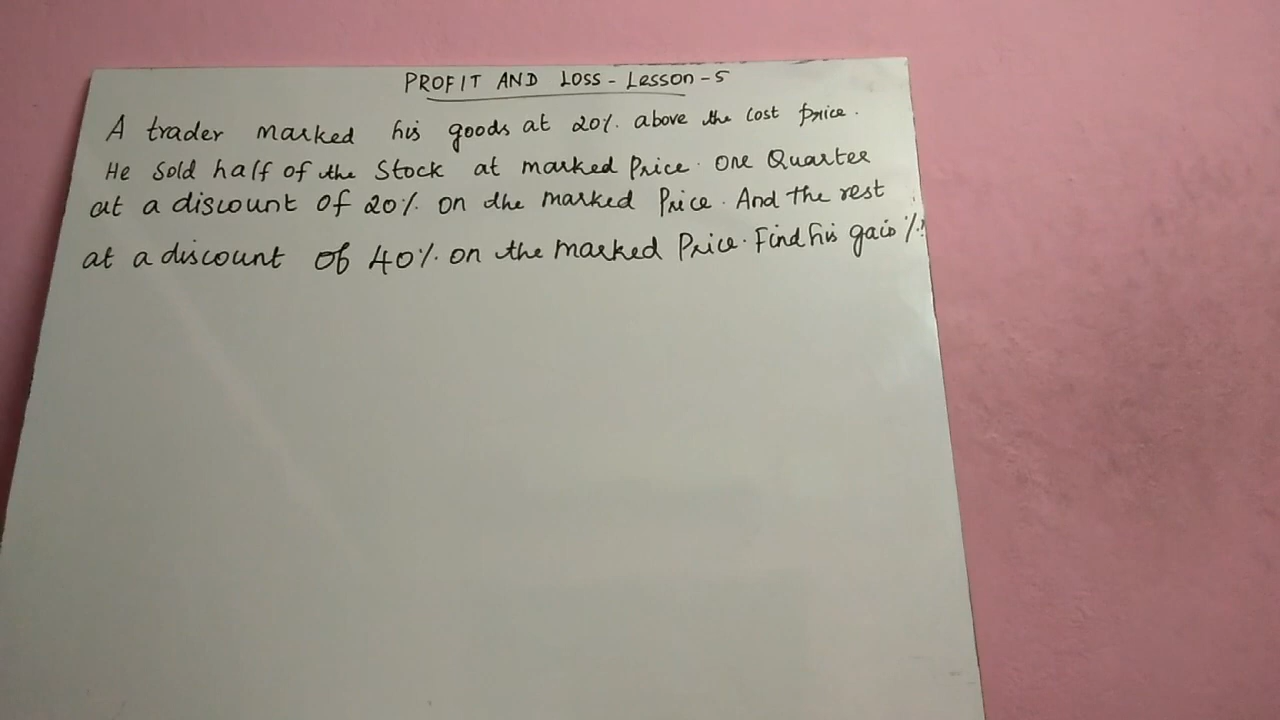 PROFIT AND LOSS - Lesson - 5
A trader marked his goods at 20% above the cost price.
He sold half of the stock at marked Price. one Quarter
at a discount of 20% on the marked Price. And the rest
at a discount of 40% on the marked Price. Find his gain %?